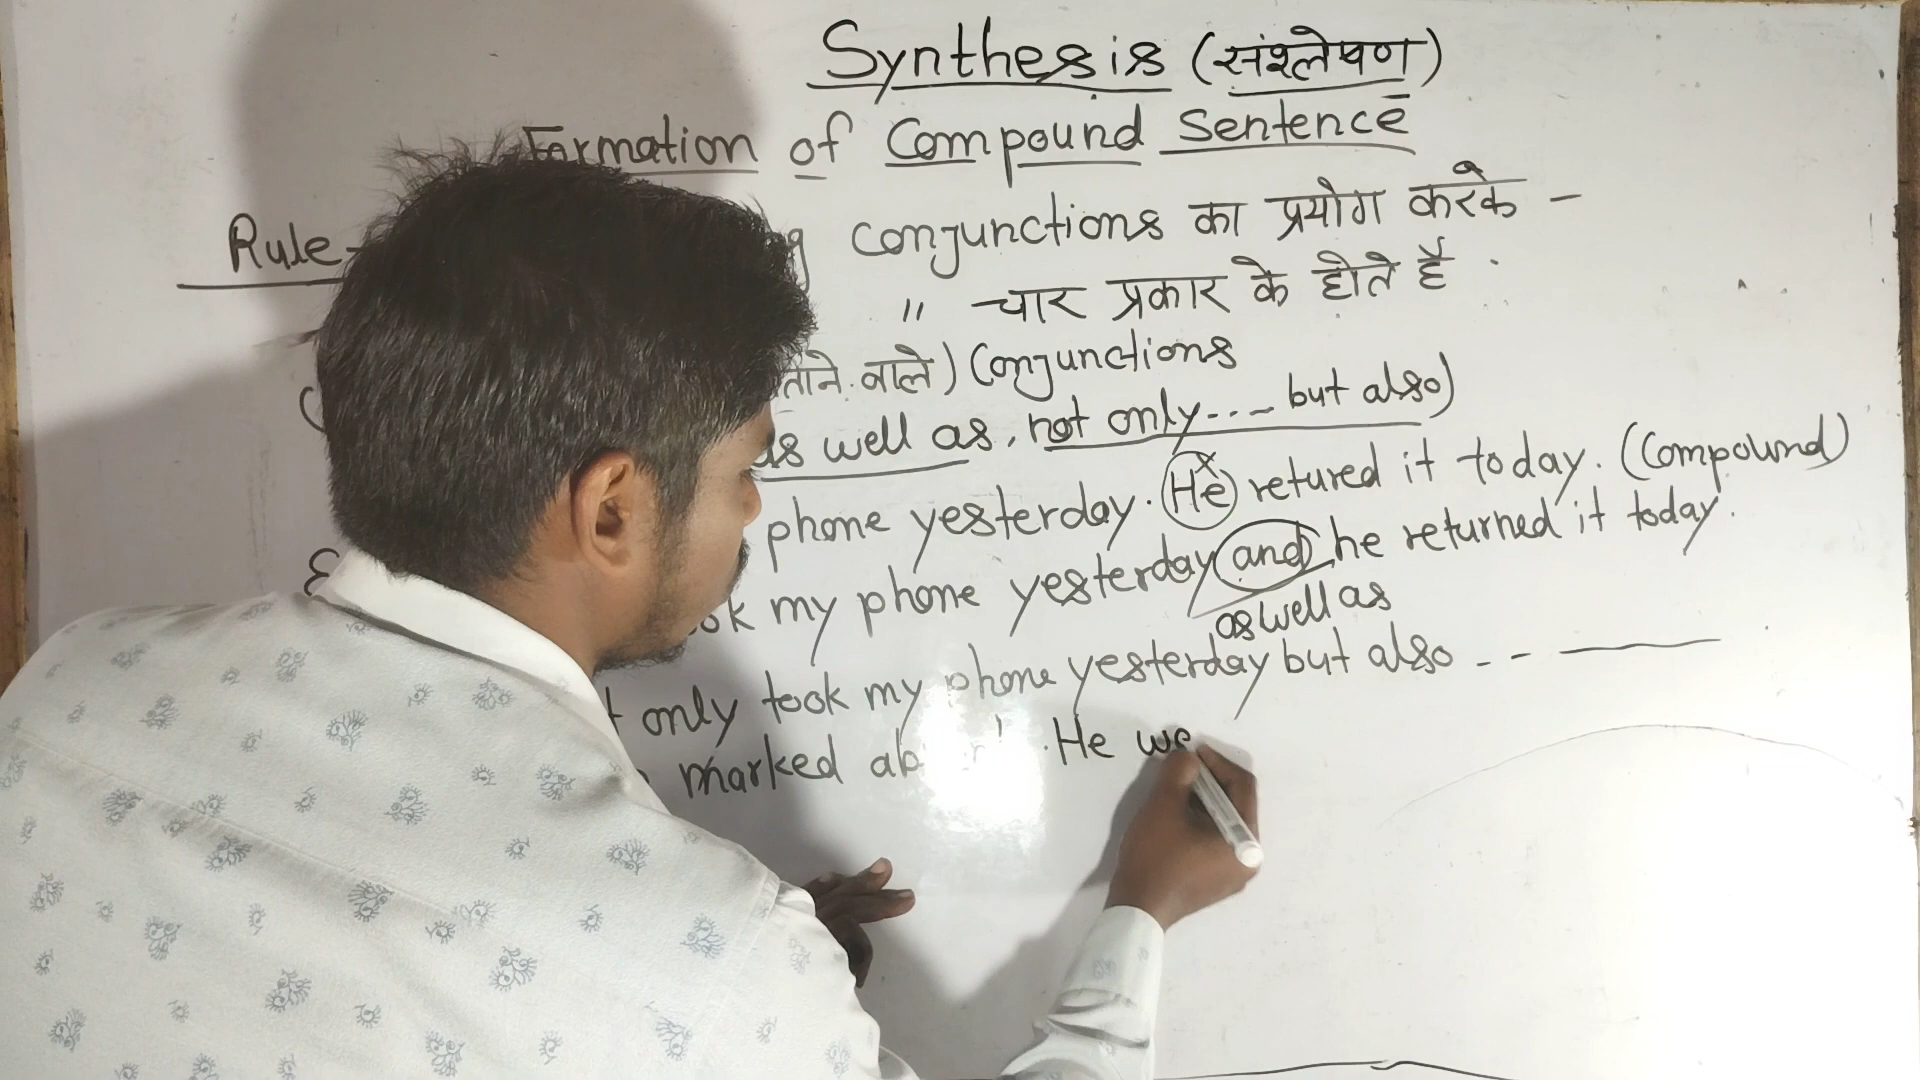 Synthesis (संश्लेषण)
Formation of Compound Sentence
Rule- conjunctions का प्रयोग करके -
" चार प्रकार के होते हैं
वाले) Conjunctions
as well as, not only---- but also)
phone yesterday. He retured it today. (Compound)
my phone yesterday and he returned it today.
as well as
only took my phone yesterday but also - - —
marked . He